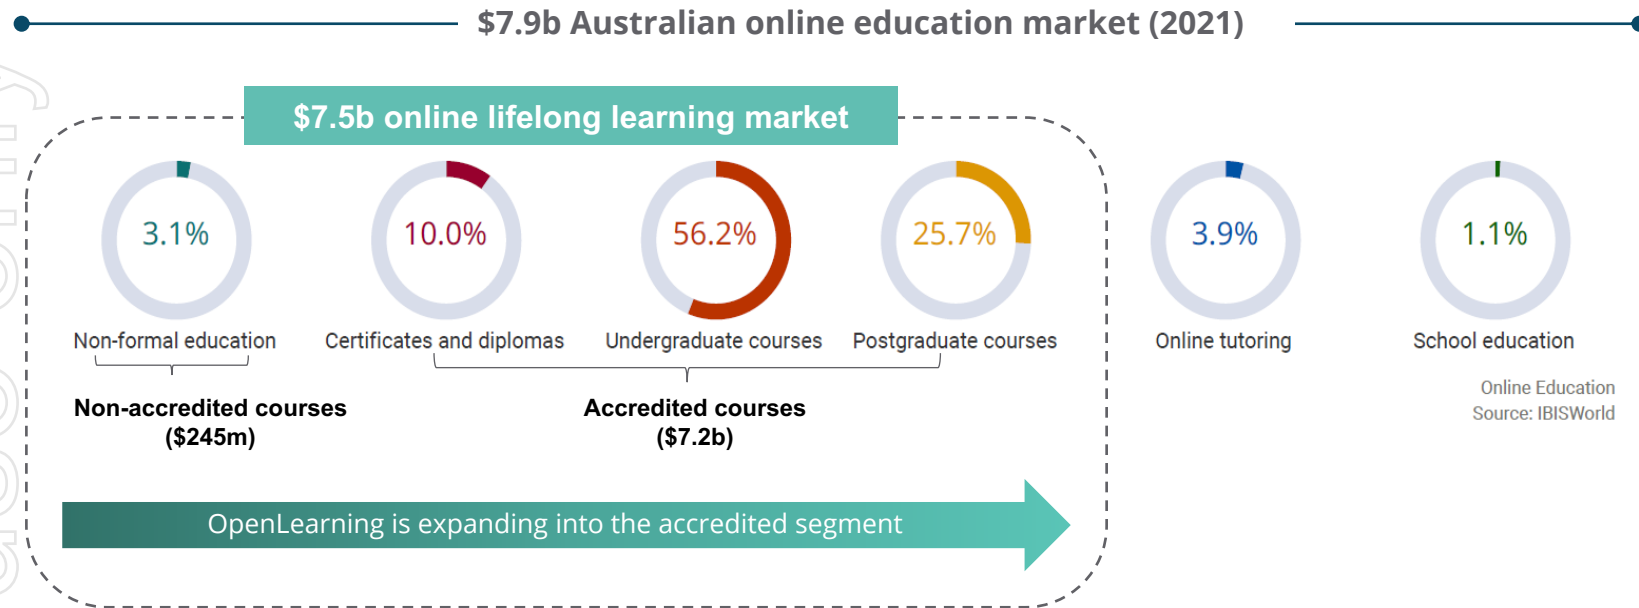 $7.9b Australian online education market (2021)
$7.5b online lifelong learning market
3.1%
10.0%
56.2%
25.7%
3.9%
1.1%
Non-formal education
Certificates and diplomas
Undergraduate courses
Postgraduate courses
Online tutoring
School education
Online Education
Source: IBISWorld
Non-accredited courses
($245m)
Accredited courses
($7.2b)
OpenLearning is expanding into the accredited segment